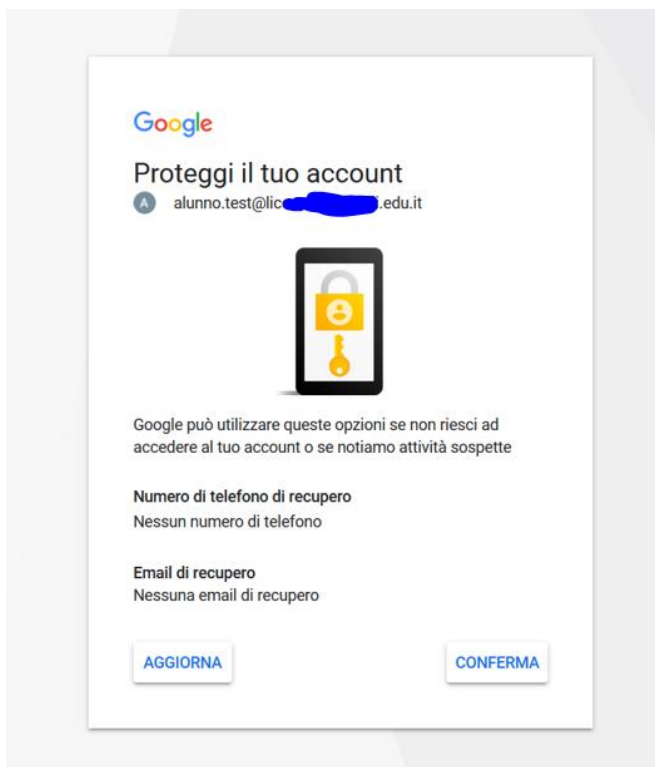 Google
Proteggi il tuo account
A alunno.test@lic .edu.it
Google può utilizzare queste opzioni se non riesci ad
accedere al tuo account o se notiamo attività sospette
Numero di telefono di recupero
Nessun numero di telefono
Email di recupero
Nessuna email di recupero
AGGIORNA CONFERMA